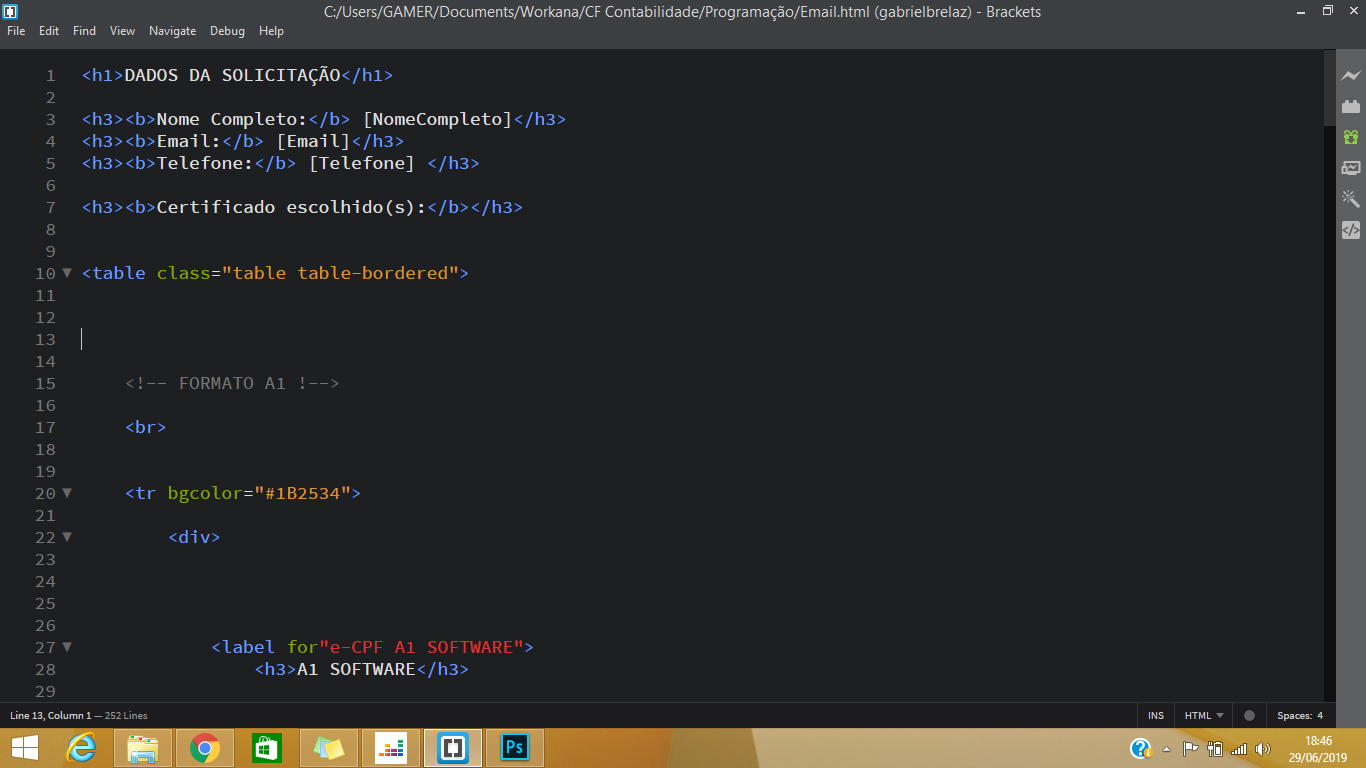 C:/Users/GAMER/Documents/Workana/CF Contabilidade/Programação/Email.html (gabrielbrelaz) - Brackets
File Edit Find View Navigate Debug Help
1 <h1>DADOS DA SOLICITAÇÃO</h1>
2
3 <h3><b>Nome Completo:</b> [NomeCompleto]</h3>
4 <h3><b>Email:</b> [Email]</h3>
5 <h3><b>Telefone:</b> [Telefone] </h3>
6
7 <h3><b>Certificado escolhido(s):</b></h3>
8
9
10 <table class="table table-bordered">
11
12
13
14
15 <!-- FORMATO A1 !-->
16
17 <br>
18
19
20 <tr bgcolor="#1B2534">
21
22 <div>
23
24
25
26
27 <label for"e-CPF A1 SOFTWARE">
28 <h3>A1 SOFTWARE</h3>
29
Line 13, Column 1 — 252 Lines INS HTML Spaces: 4
Ps
18:46
29/06/2019